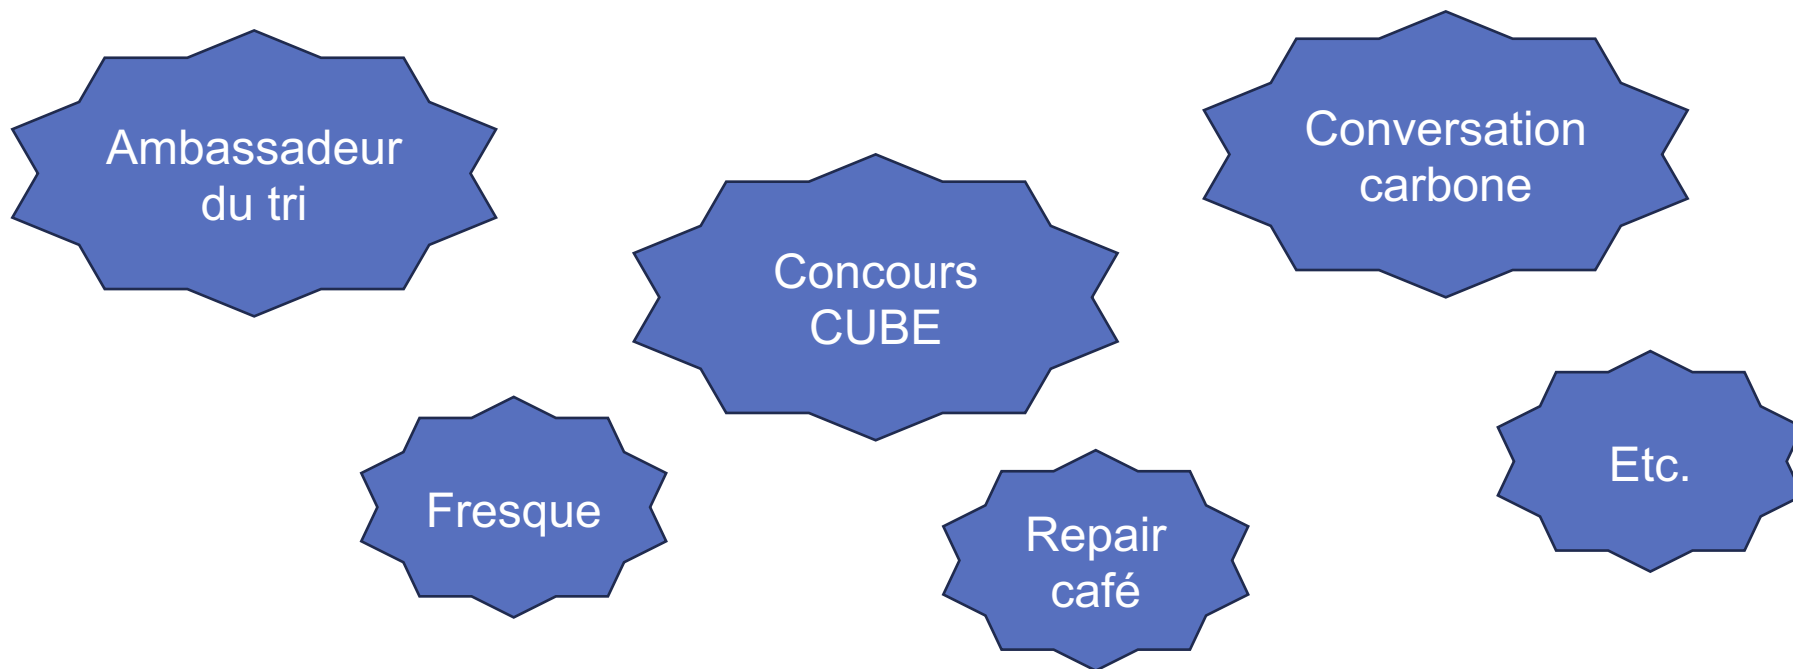 Ambassadeur
du tri
Conversation
carbone
Concours
CUBE
Etc.
Fresque
Repair
café